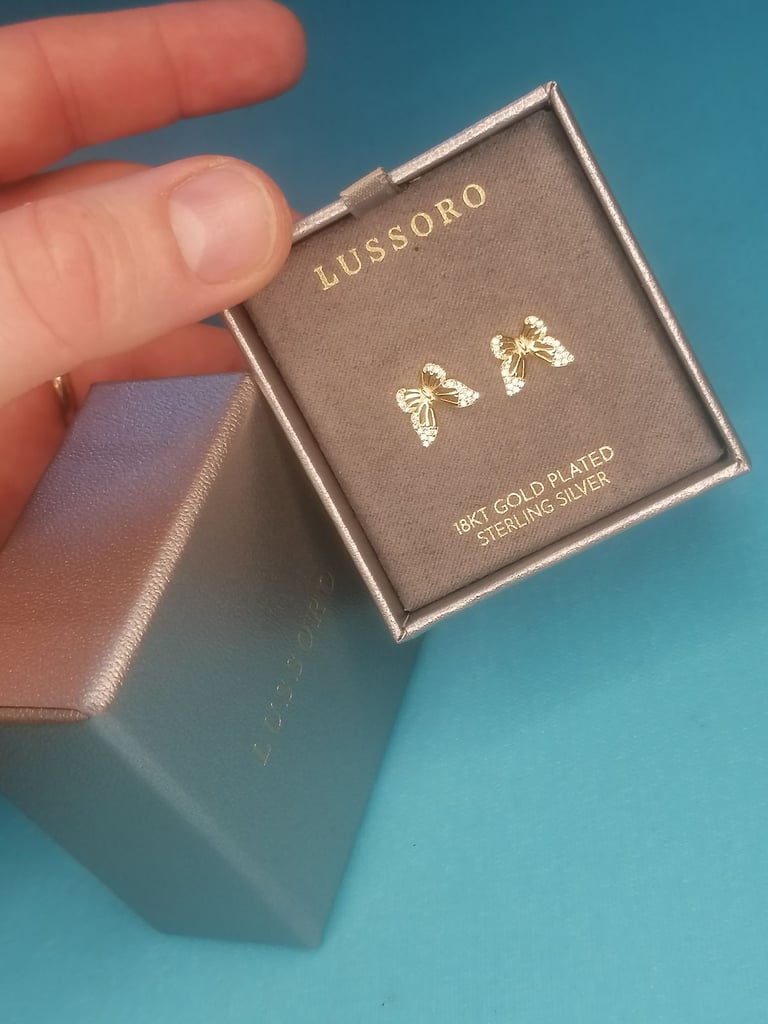 LUSSORO
18KT GOLD PLATED
STERLING SILVER
LUSSORO